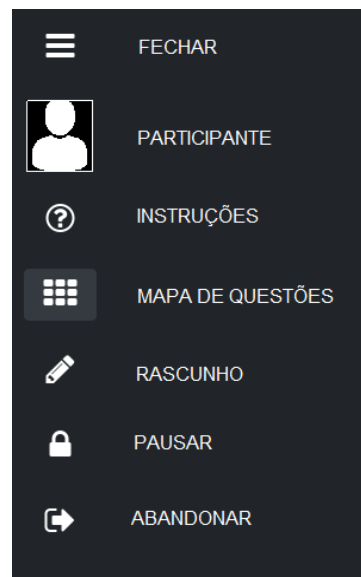 FECHAR
PARTICIPANTE
INSTRUÇÕES
MAPA DE QUESTÕES
RASCUNHO
PAUSAR
ABANDONAR